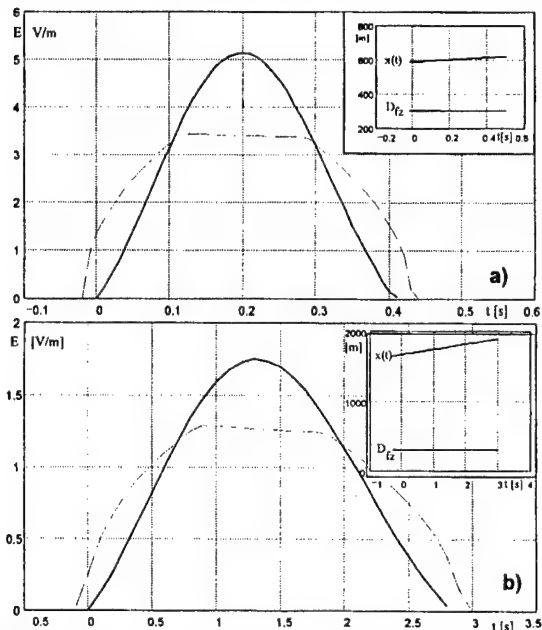 6
E V/m
5
4
3
2
1
0
-0.1 0 0.1 0.2 0.3 0.4 0.5 0.6
t [s]
a)
800
[m]
600
400
200
x(t)
D_fz
-0.2 0 0.2 0.4 t[s] 0.6
2
E [V/m]
1.5
1
0.5
0
0.5 0 0.5 1 1.5 2 2.5 3 3.5
t [s]
b)
2000
[m]
1000
0
x(t)
D_fz
-1 0 1 2 3 t [s] 4